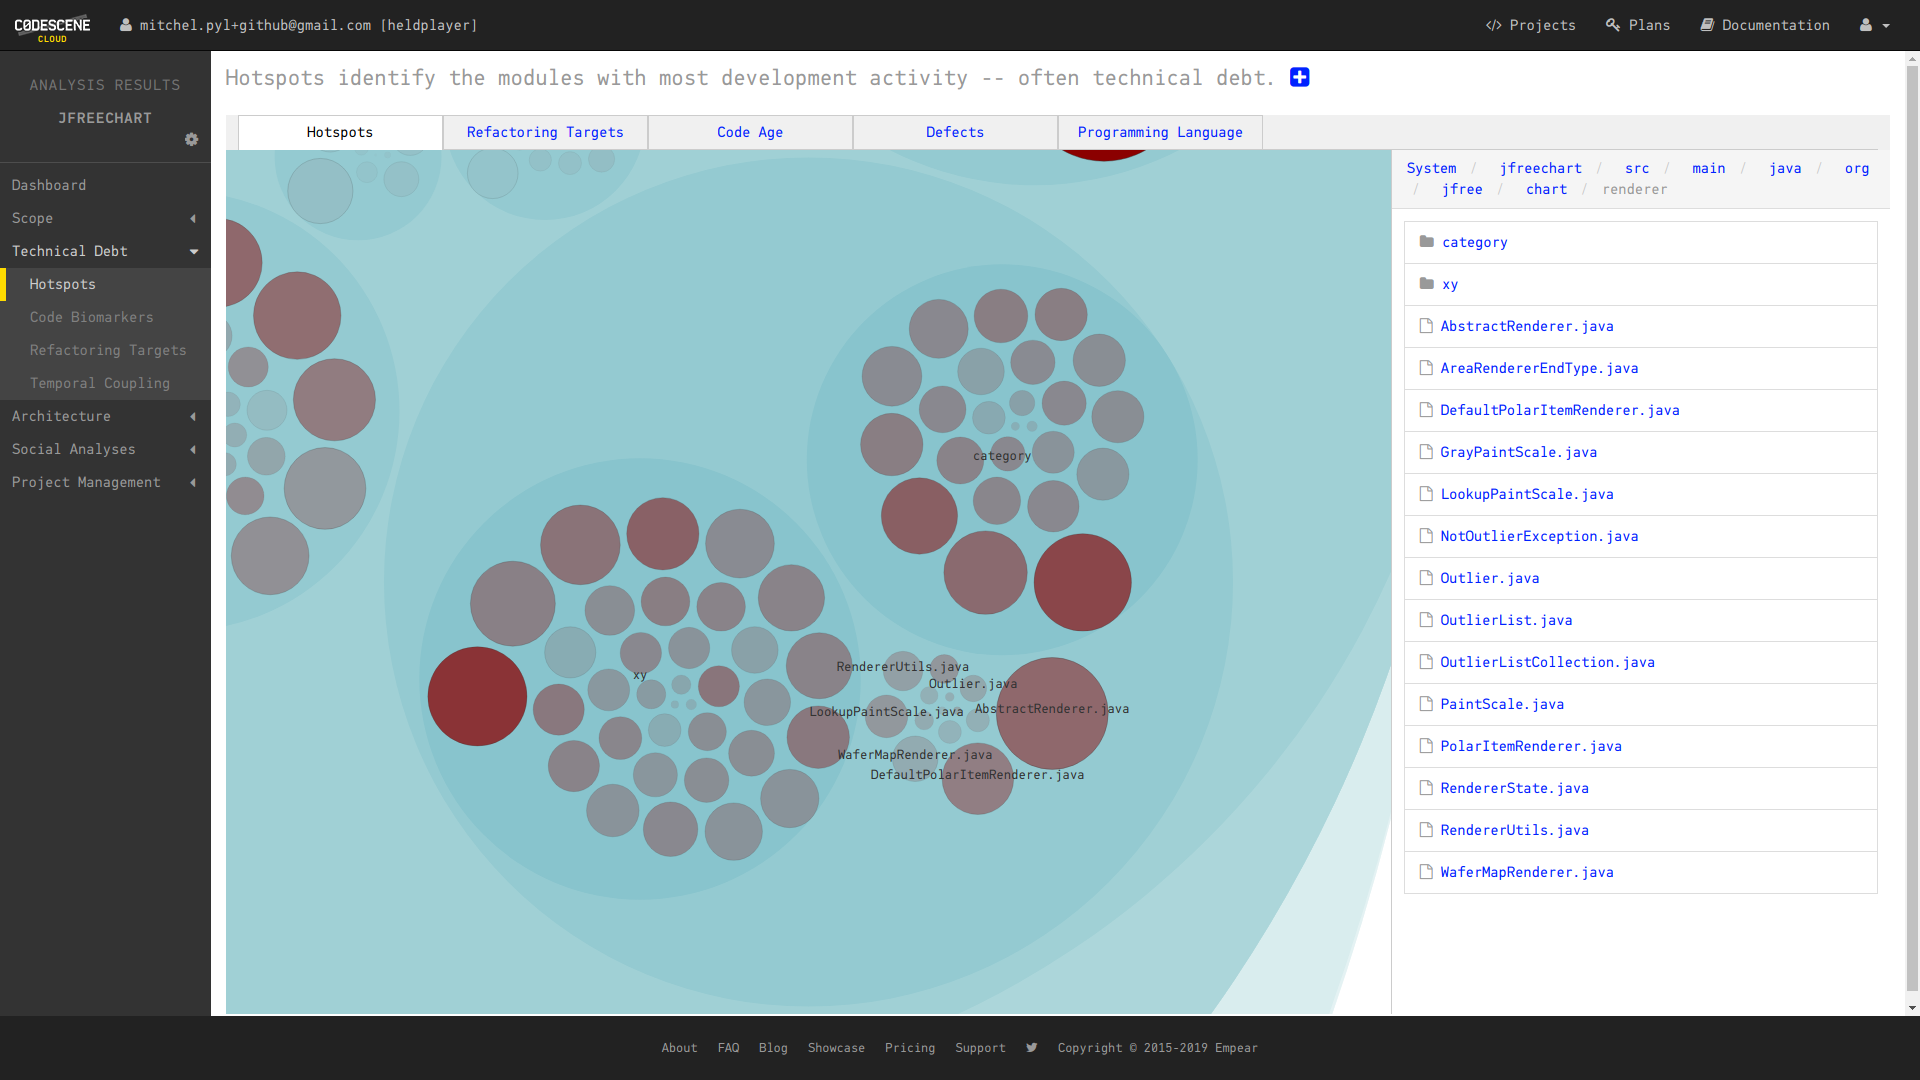 C0DESCENE
CLOUD
mitchel.pyl+github@gmail.com [heldplayer]
Projects
Plans
Documentation
ANALYSIS RESULTS
JFREECHART
Dashboard
Scope
Technical Debt
Hotspots
Code Biomarkers
Refactoring Targets
Temporal Coupling
Architecture
Social Analyses
Project Management
Hotspots identify the modules with most development activity -- often technical debt.
Hotspots
Refactoring Targets
Code Age
Defects
Programming Language
category
xy
RendererUtils.java
Outlier.java
LookupPaintScale.java
AbstractRenderer.java
WaferMapRenderer.java
DefaultPolarItemRenderer.java
System / jfreechart / src / main / java / org
/ jfree / chart / renderer
category
xy
AbstractRenderer.java
AreaRendererEndType.java
DefaultPolarItemRenderer.java
GrayPaintScale.java
LookupPaintScale.java
NotOutlierException.java
Outlier.java
OutlierList.java
OutlierListCollection.java
PaintScale.java
PolarItemRenderer.java
RendererState.java
RendererUtils.java
WaferMapRenderer.java
About FAQ Blog Showcase Pricing Support Copyright © 2015-2019 Empear